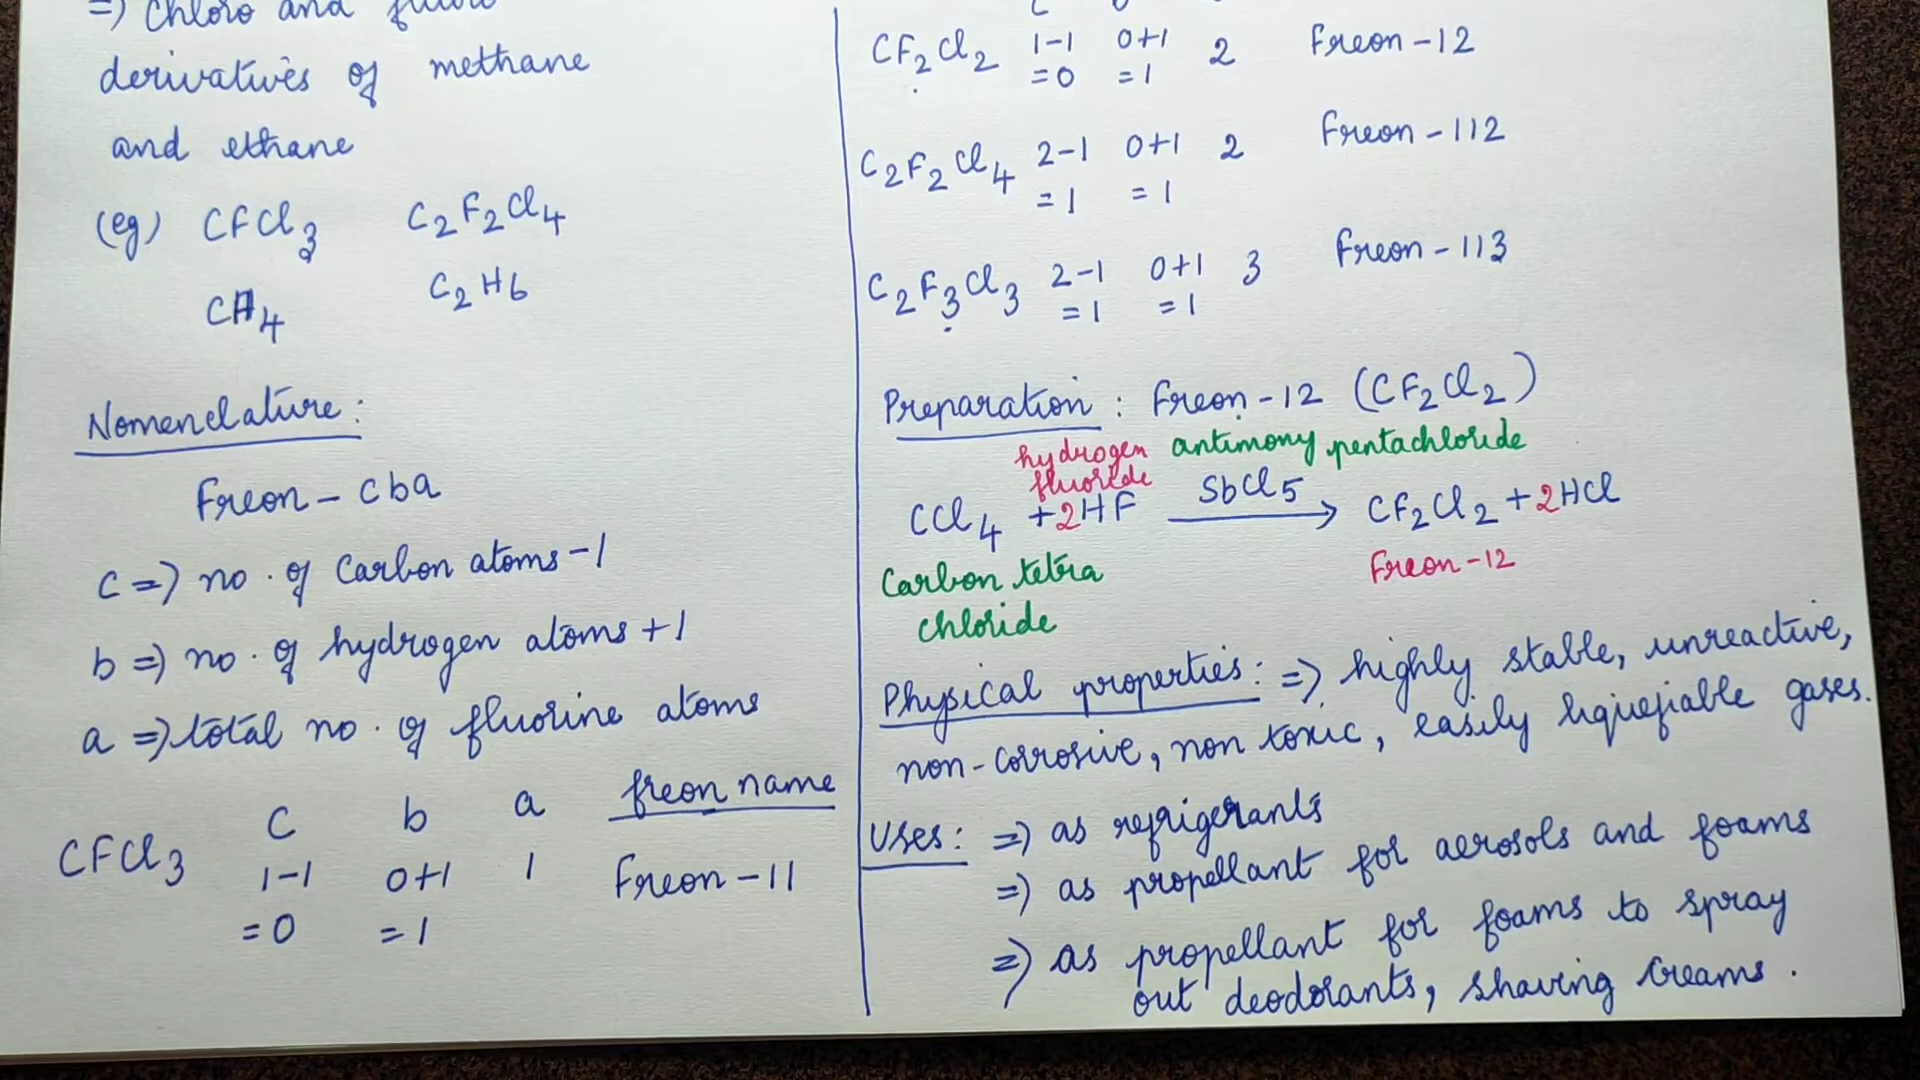 =) Chloro and fluoro
derivatives of methane
and ethane
(eg) CFCl₃ C₂F₂Cl₄
CH₄ C₂H₆
Nomenclature:
Freon - cba
C => no. of Carbon atoms - 1
b => no. of hydrogen atoms + 1
a => total no. of fluorine atoms
C b a freon name
CFCl₃ 1-1 0+1 1 Freon - 11
=0 =1
CF₂Cl₂ 1-1 0+1 2 Freon - 12
=0 =1
C₂F₂Cl₄ 2-1 0+1 2 Freon - 112
=1 =1
C₂F₃Cl₃ 2-1 0+1 3 Freon - 113
=1 =1
Preparation : Freon - 12 (CF₂Cl₂)
hydrogen antimony pentachloride
fluoride
CCl₄ + 2HF SbCl5 → CF₂Cl₂ + 2HCl
Carbon tetra Freon - 12
chloride
Physical properties: => highly stable, unreactive,
non-corrosive, non toxic, easily liquefiable gases.
Uses: => as refrigerants
=> as propellant for aerosols and foams
=> as propellant for foams to spray
out deodorants, shaving creams.